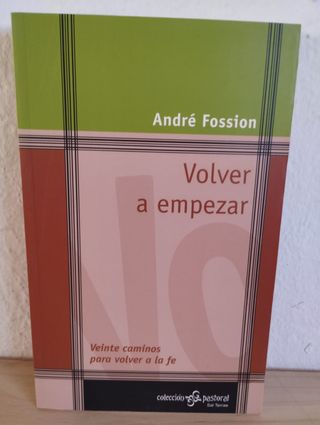 André Fossion
Volver
a empezar
Veinte caminos
para volver a la fe
colección pastoral
Sal Terrae